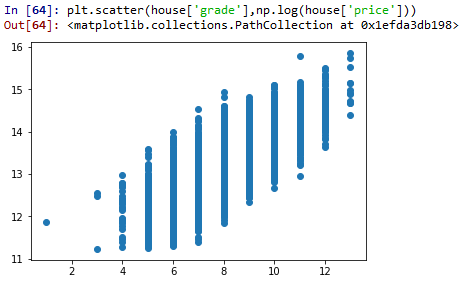 In [64]: plt.scatter(house['grade'],np.log(house['price']))
Out[64]: <matplotlib.collections.PathCollection at 0x1efda3db198>
16
15
14
13
12
11
2 4 6 8 10 12